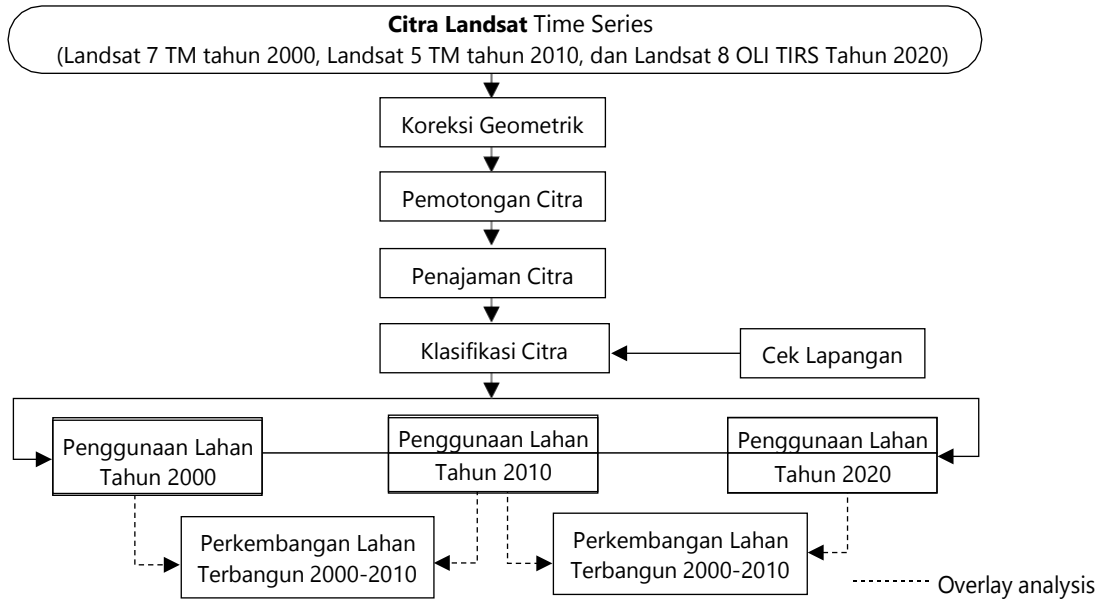 Citra Landsat Time Series
(Landsat 7 TM tahun 2000, Landsat 5 TM tahun 2010, dan Landsat 8 OLI TIRS Tahun 2020)
Koreksi Geometrik
Pemotongan Citra
Penajaman Citra
Klasifikasi Citra
Cek Lapangan
Penggunaan Lahan
Tahun 2000
Penggunaan Lahan
Tahun 2010
Penggunaan Lahan
Tahun 2020
Perkembangan Lahan
Terbangun 2000-2010
Perkembangan Lahan
Terbangun 2000-2010
Overlay analysis